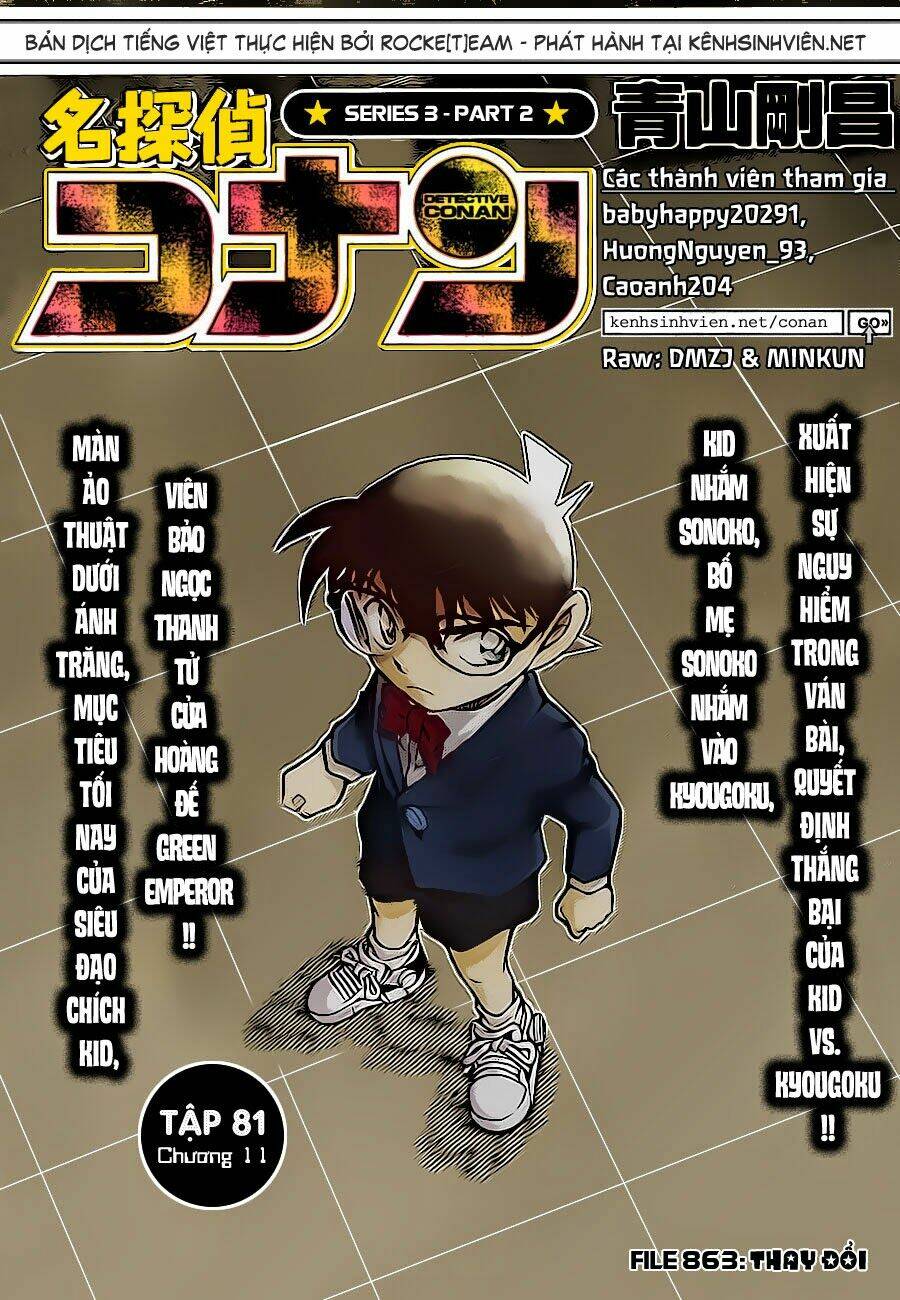 BẢN DỊCH TIẾNG VIỆT THỰC HIỆN BỞI ROCKE[T]EAM - PHÁT HÀNH TẠI KÊNHSINHVIÊN.NET
名探偵
★ SERIES 3 - PART 2 ★
青山剛昌
コナン
DETECTIVE
CONAN
Các thành viên tham gia
babyhappy20291,
HuongNguyen_93,
Caoanh204
kenhsinhvien.net/conan
GO»
Raw: DMZJ & MINKUN
MÀN
ẢO
THUẬT
DƯỚI
ÁNH
TRĂNG,
MỤC
TIÊU
TỐI
NAY
CỦA
SIÊU
ĐẠO
CHÍCH
KID,
VIÊN
BẢO
NGỌC
THANH
TỬ
CỦA
HOÀNG
ĐẾ
GREEN
EMPEROR
!!
KID
NHẮM
SONOKO,
BỐ
MẸ
SONOKO
NHẮM
VÀO
KYOUGOKU,
XUẤT
HIỆN
SỰ
NGUY
HIỂM
TRONG
VÁN
BÀI,
QUYẾT
ĐỊNH
THẮNG
BẠI
CỦA
KID
VS.
KYOUGOKU
!!
TẬP 81
Chương 11
FILE 863: THAY ĐỔI